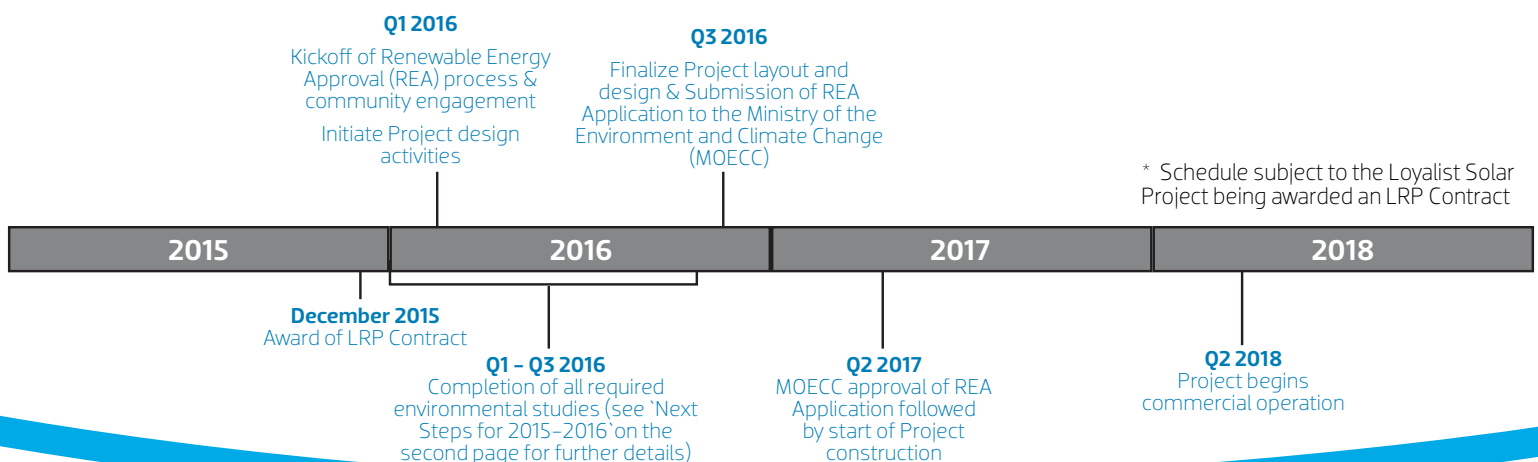 Q1 2016
Kickoff of Renewable Energy
Approval (REA) process &
community engagement
Initiate Project design
activities
Q3 2016
Finalize Project layout and
design & Submission of REA
Application to the Ministry of the
Environment and Climate Change
(MOECC)
* Schedule subject to the Loyalist Solar
Project being awarded an LRP Contract
2015
2016
2017
2018
December 2015
Award of LRP Contract
Q1 – Q3 2016
Completion of all required
environmental studies (see `Next
Steps for 2015–2016` on the
second page for further details)
Q2 2017
MOECC approval of REA
Application followed
by start of Project
construction
Q2 2018
Project begins
commercial operation